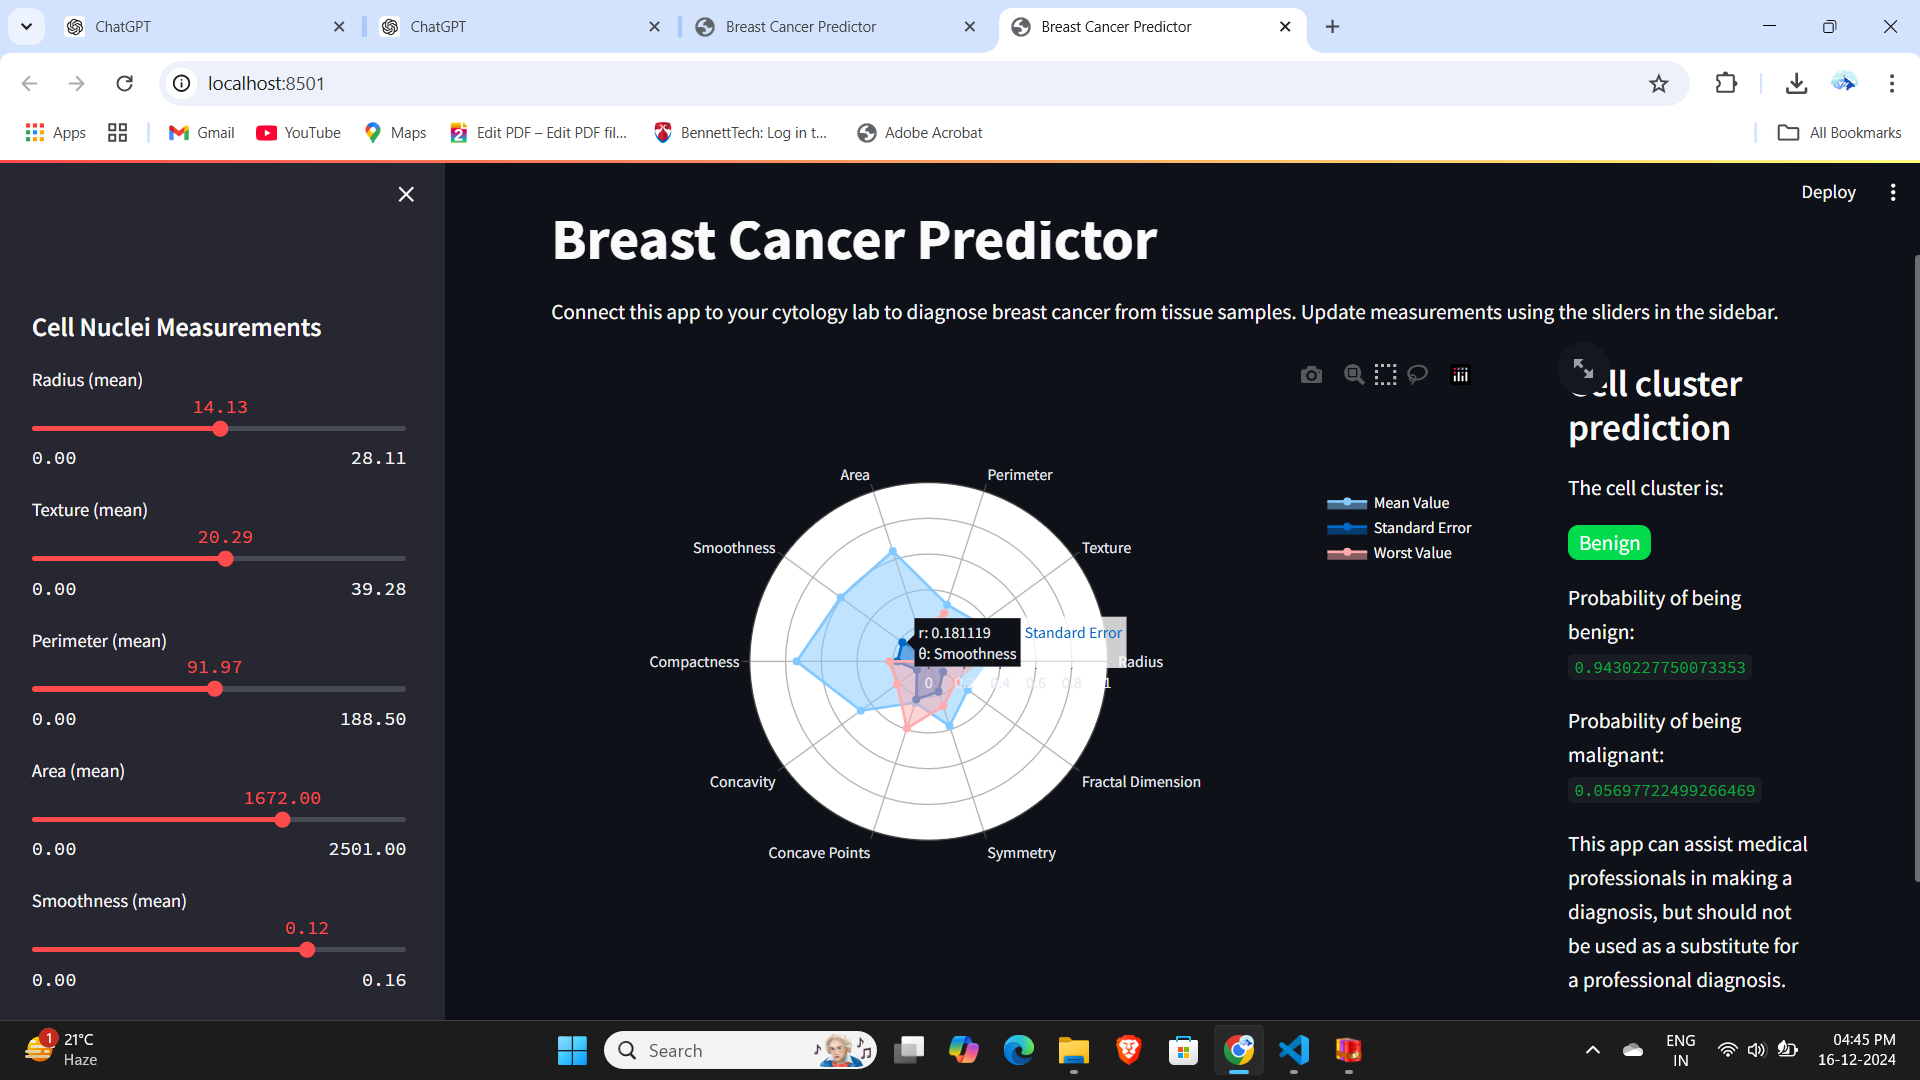 ChatGPT
ChatGPT
Breast Cancer Predictor
Breast Cancer Predictor
localhost:8501
Apps
Gmail
YouTube
Maps
Edit PDF – Edit PDF fil...
BennettTech: Log in t...
Adobe Acrobat
All Bookmarks
Deploy
Cell Nuclei Measurements
Radius (mean)
14.13
0.00 28.11
Texture (mean)
20.29
0.00 39.28
Perimeter (mean)
91.97
0.00 188.50
Area (mean)
1672.00
0.00 2501.00
Smoothness (mean)
0.12
0.00 0.16
Breast Cancer Predictor
Connect this app to your cytology lab to diagnose breast cancer from tissue samples. Update measurements using the sliders in the sidebar.
Area
Perimeter
Smoothness
Texture
Compactness
Radius
Concavity
Fractal Dimension
Concave Points
Symmetry
r: 0.181119
θ: Smoothness
Standard Error
0 0.2 0.4 0.6 0.8 1
Mean Value
Standard Error
Worst Value
Cell cluster
prediction
The cell cluster is:
Benign
Probability of being
benign:
0.9430227750073353
Probability of being
malignant:
0.05697722499266469
This app can assist medical
professionals in making a
diagnosis, but should not
be used as a substitute for
a professional diagnosis.
1
21°C
Haze
Search
ENG
IN
04:45 PM
16-12-2024